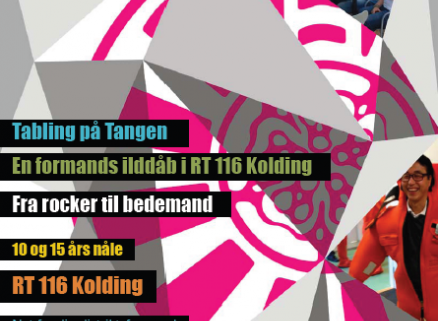 Tabling på Tangen
En formands ilddåb i RT 116 Kolding
Fra rocker til bedemand
10 og 15 års nåle
RT 116 Kolding